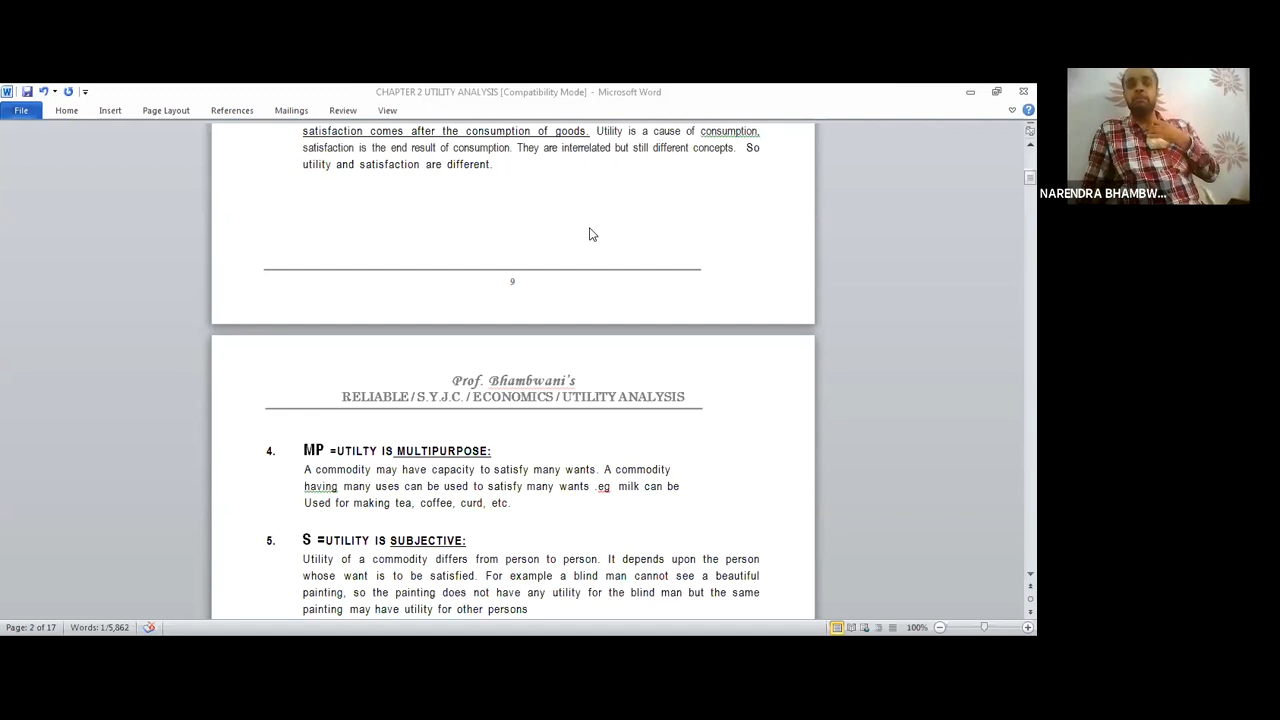 CHAPTER 2 UTILITY ANALYSIS [Compatibility Mode] - Microsoft Word
File Home Insert Page Layout References Mailings Review View
satisfaction comes after the consumption of goods. Utility is a cause of consumption,
satisfaction is the end result of consumption. They are interrelated but still different concepts. So
utility and satisfaction are different.
9
Prof. Bhambwani's
RELIABLE / S.Y.J.C. / ECONOMICS / UTILITY ANALYSIS
4. MP =UTILTY IS MULTIPURPOSE:
A commodity may have capacity to satisfy many wants. A commodity
having many uses can be used to satisfy many wants .eg milk can be
Used for making tea, coffee, curd, etc.
5. S =UTILITY IS SUBJECTIVE:
Utility of a commodity differs from person to person. It depends upon the person
whose want is to be satisfied. For example a blind man cannot see a beautiful
painting, so the painting does not have any utility for the blind man but the same
painting may have utility for other persons
Page: 2 of 17 Words: 1/5,862 100%
NARENDRA BHAMBW...